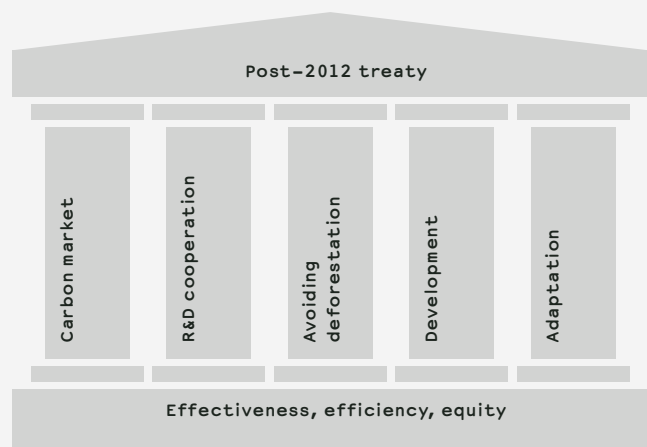 Post-2012 treaty
Carbon market
R&D cooperation
Avoiding
deforestation
Development
Adaptation
Effectiveness, efficiency, equity